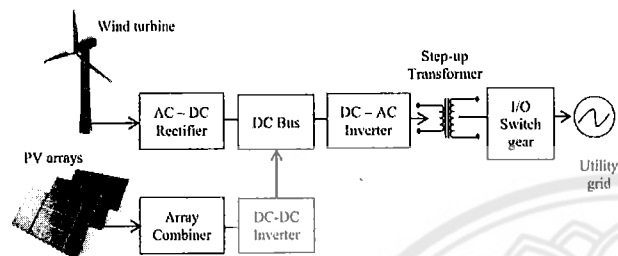 Wind turbine
Step-up
Transformer
AC – DC
Rectifier
DC Bus
DC – AC
Inverter
I/O
Switch
gear
Utility
grid
PV arrays
Array
Combiner
DC-DC
Inverter